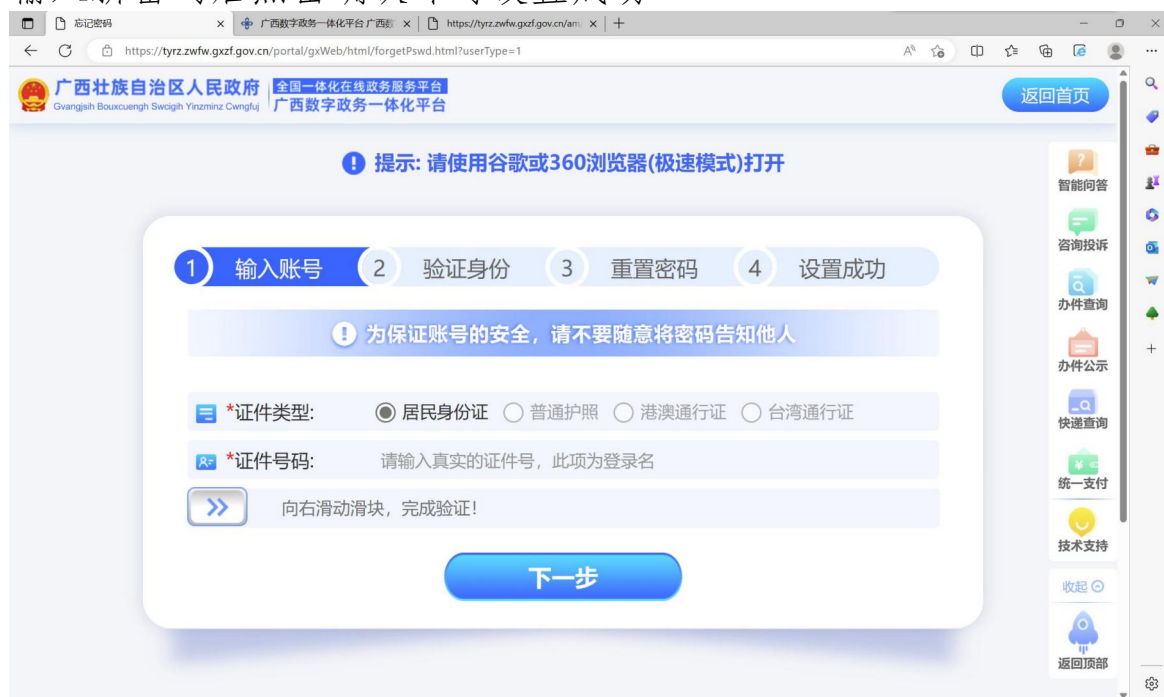 忘记密码
广西数字政务一体化平台 广西数
https://tyrz.zwfw.gxzf.gov.cn/am
https://tyrz.zwfw.gxzf.gov.cn/portal/gxWeb/html/forgetPswd.html?userType=1
广西壮族自治区人民政府
Gvangjsih Bouxcuengh Swcigih Yinzminz Cwngfuj
全国一体化在线政务服务平台
广西数字政务一体化平台
返回首页
提示: 请使用谷歌或360浏览器(极速模式)打开
1 输入账号 2 验证身份 3 重置密码 4 设置成功
为保证账号的安全，请不要随意将密码告知他人
*证件类型: 居民身份证 普通护照 港澳通行证 台湾通行证
*证件号码: 请输入真实的证件号，此项为登录名
向右滑动滑块，完成验证！
下一步
智能问答
咨询投诉
办件查询
办件公示
快递查询
统一支付
技术支持
收起
返回顶部